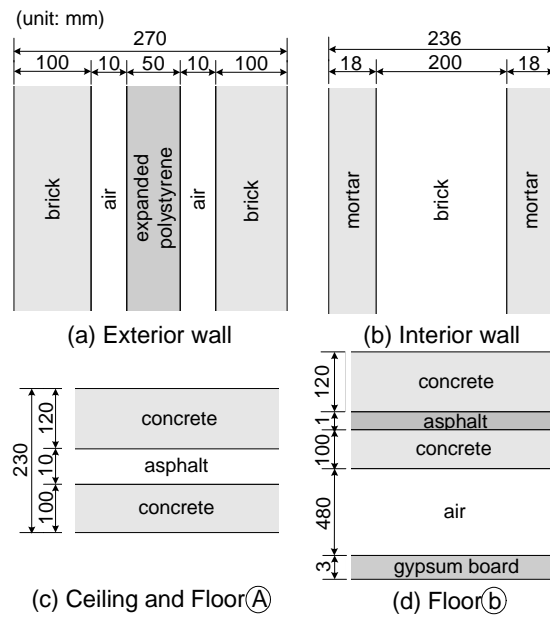 (unit: mm)
270
100 10 50 10 100
brick
air
expanded
polystyrene
air
brick
(a) Exterior wall
236
18 200 18
mortar
brick
mortar
(b) Interior wall
230
120
10
100
concrete
asphalt
concrete
(c) Ceiling and Floor Ⓐ
120
1
100
480
3
concrete
asphalt
concrete
air
gypsum board
(d) Floor ⓑ